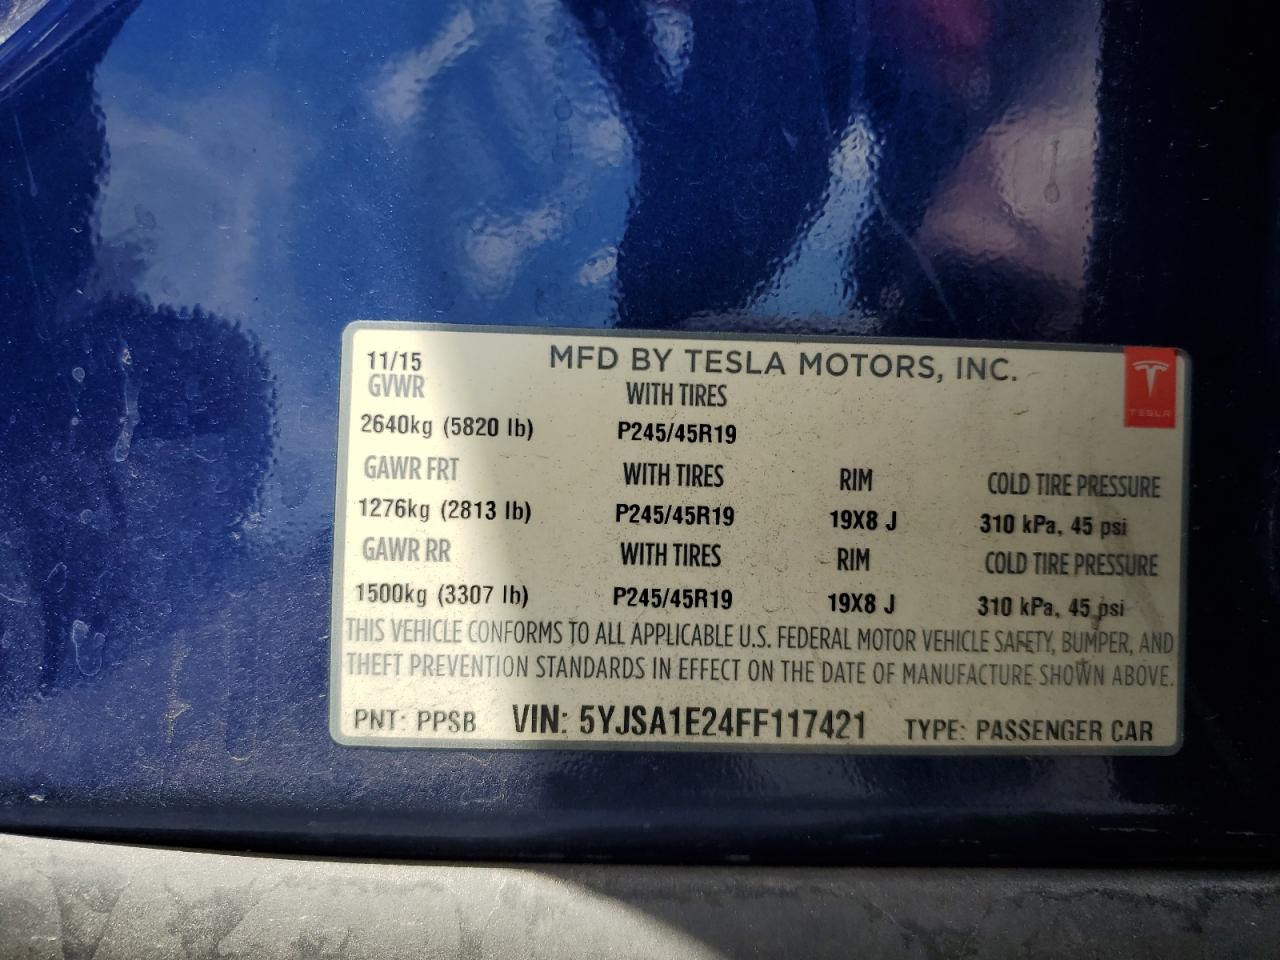 11/15 MFD BY TESLA MOTORS, INC.
GVWR WITH TIRES
2640kg (5820 lb) P245/45R19
GAWR FRT WITH TIRES RIM COLD TIRE PRESSURE
1276kg (2813 lb) P245/45R19 19X8 J 310 kPa, 45 psi
GAWR RR WITH TIRES RIM COLD TIRE PRESSURE
1500kg (3307 lb) P245/45R19 19X8 J 310 kPa, 45 psi
THIS VEHICLE CONFORMS TO ALL APPLICABLE U.S. FEDERAL MOTOR VEHICLE SAFETY, BUMPER, AND
THEFT PREVENTION STANDARDS IN EFFECT ON THE DATE OF MANUFACTURE SHOWN ABOVE.
PNT: PPSB VIN: 5YJSA1E24FF117421 TYPE: PASSENGER CAR
TESLA